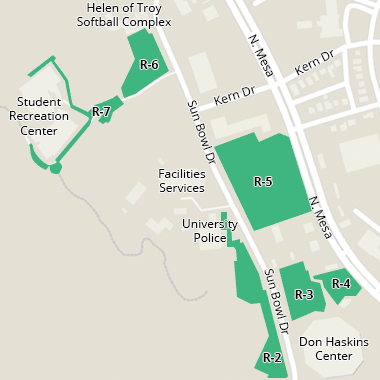 Helen of Troy
Softball Complex
N. Mesa
R-6
Kern Dr
Kern Dr
Student
Recreation
Center
R-7
Sun Bowl Dr
Facilities
Services
R-5
N. Mesa
University
Police
Sun Bowl Dr
R-4
R-3
Don Haskins
Center
R-2